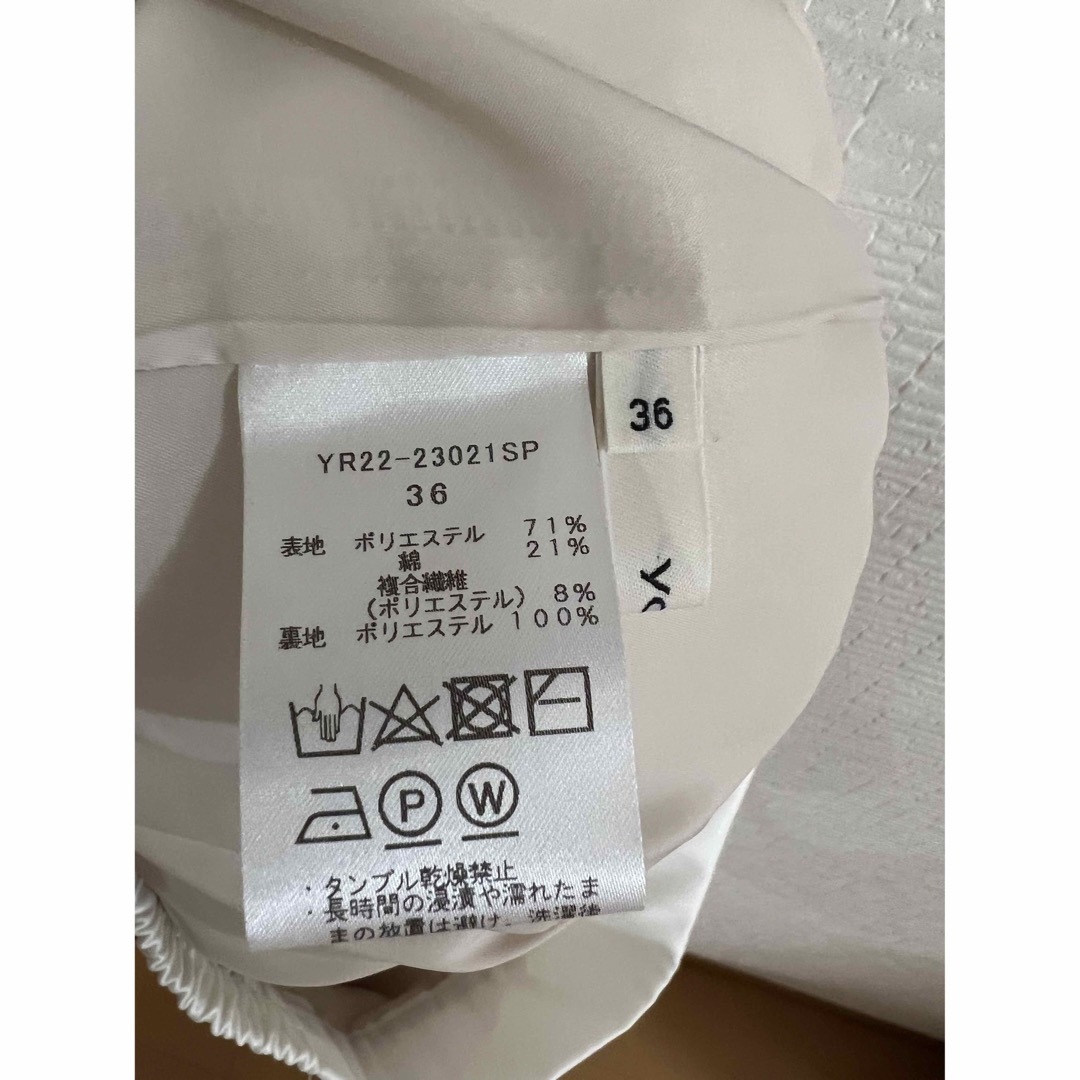 YR22-23021SP
36
表地 ポリエステル 71%
綿 21%
複合繊維
(ポリエステル) 8%
裏地 ポリエステル 100%
P W
・タンブル乾燥禁止
・長時間の浸漬や濡れたま
まの放置は避け、洗濯後
36